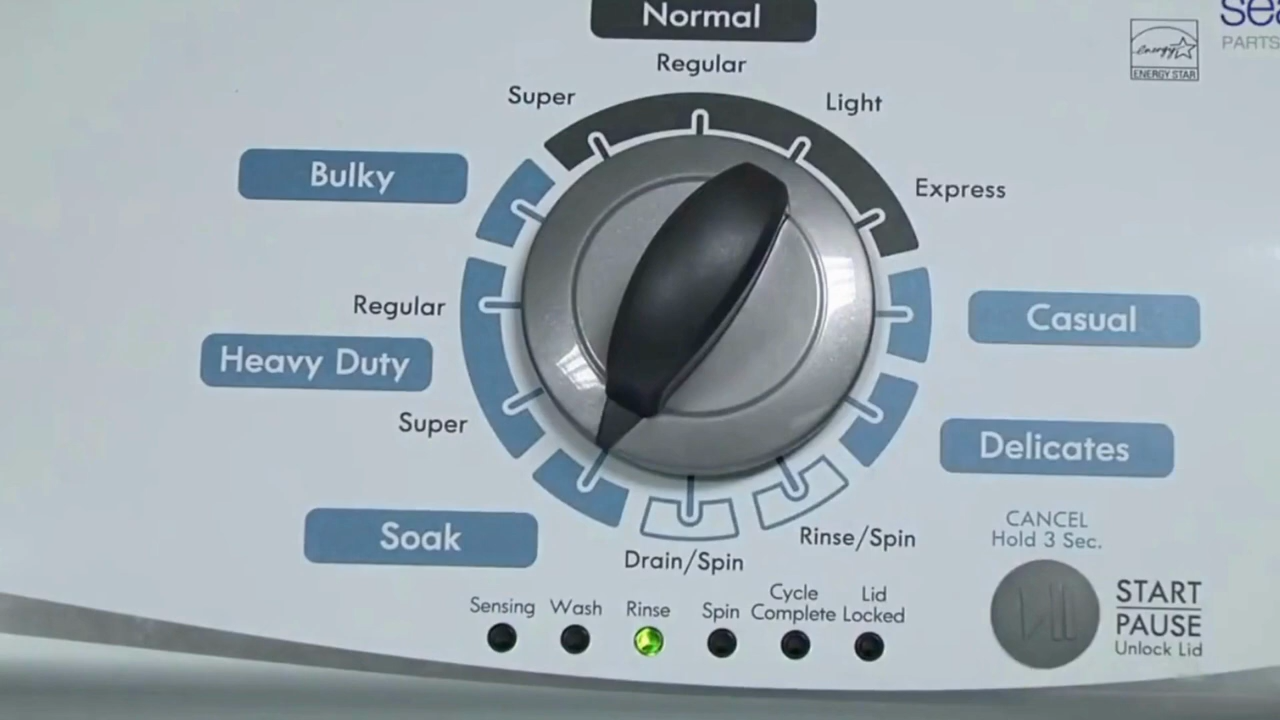 Normal
Regular
Super
Light
Bulky
Express
Regular
Casual
Heavy Duty
Super
Delicates
Soak
Drain/Spin
Rinse/Spin
CANCEL
Hold 3 Sec.
Sensing
Wash
Rinse
Spin
Cycle
Complete
Lid
Locked
START
PAUSE
Unlock Lid
energy
ENERGY STAR
PARTS